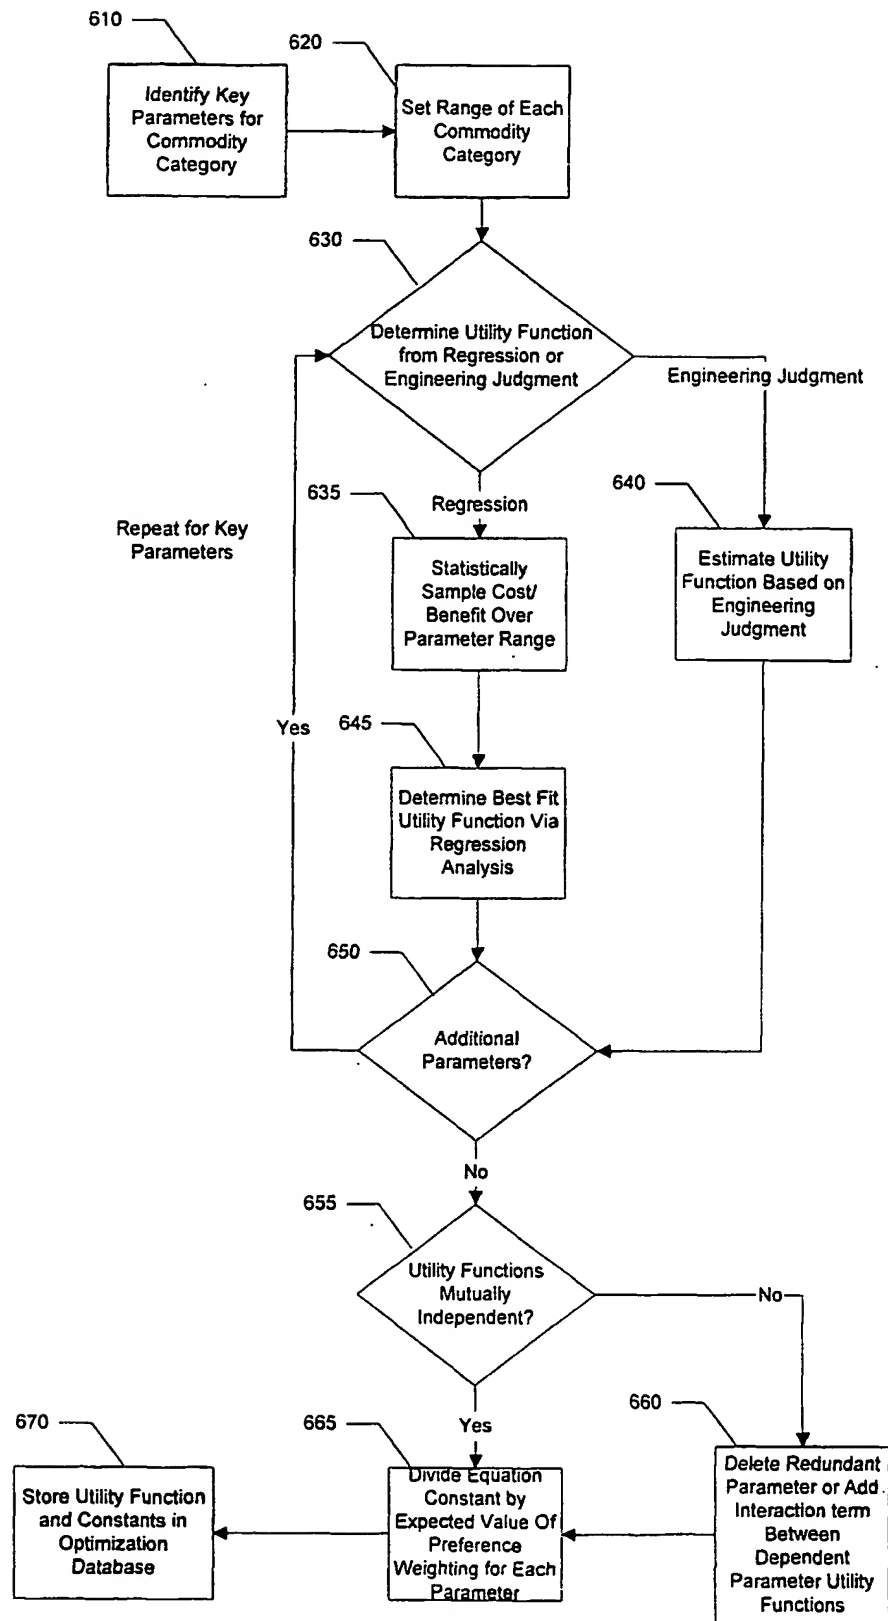 610
Identify Key
Parameters for
Commodity
Category
620
Set Range of Each
Commodity
Category
630
Determine Utility Function
from Regression or
Engineering Judgment
Engineering Judgment
Regression
635
Statistically
Sample Cost/
Benefit Over
Parameter Range
640
Estimate Utility
Function Based on
Engineering
Judgment
Repeat for Key
Parameters
Yes
645
Determine Best Fit
Utility Function Via
Regression
Analysis
650
Additional
Parameters?
No
655
Utility Functions
Mutually
Independent?
No
Yes
660
Delete Redundant
Parameter or Add
Interaction term
Between
Dependent
Parameter Utility
Functions
665
Divide Equation
Constant by
Expected Value Of
Preference
Weighting for Each
Parameter
670
Store Utility Function
and Constants in
Optimization
Database